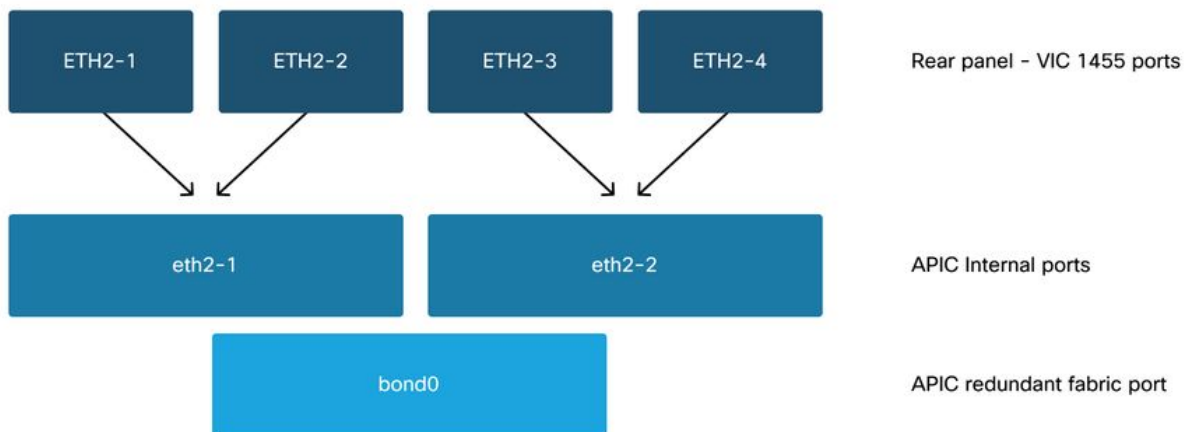 ETH2-1
ETH2-2
ETH2-3
ETH2-4
Rear panel - VIC 1455 ports
eth2-1
eth2-2
APIC Internal ports
bond0
APIC redundant fabric port